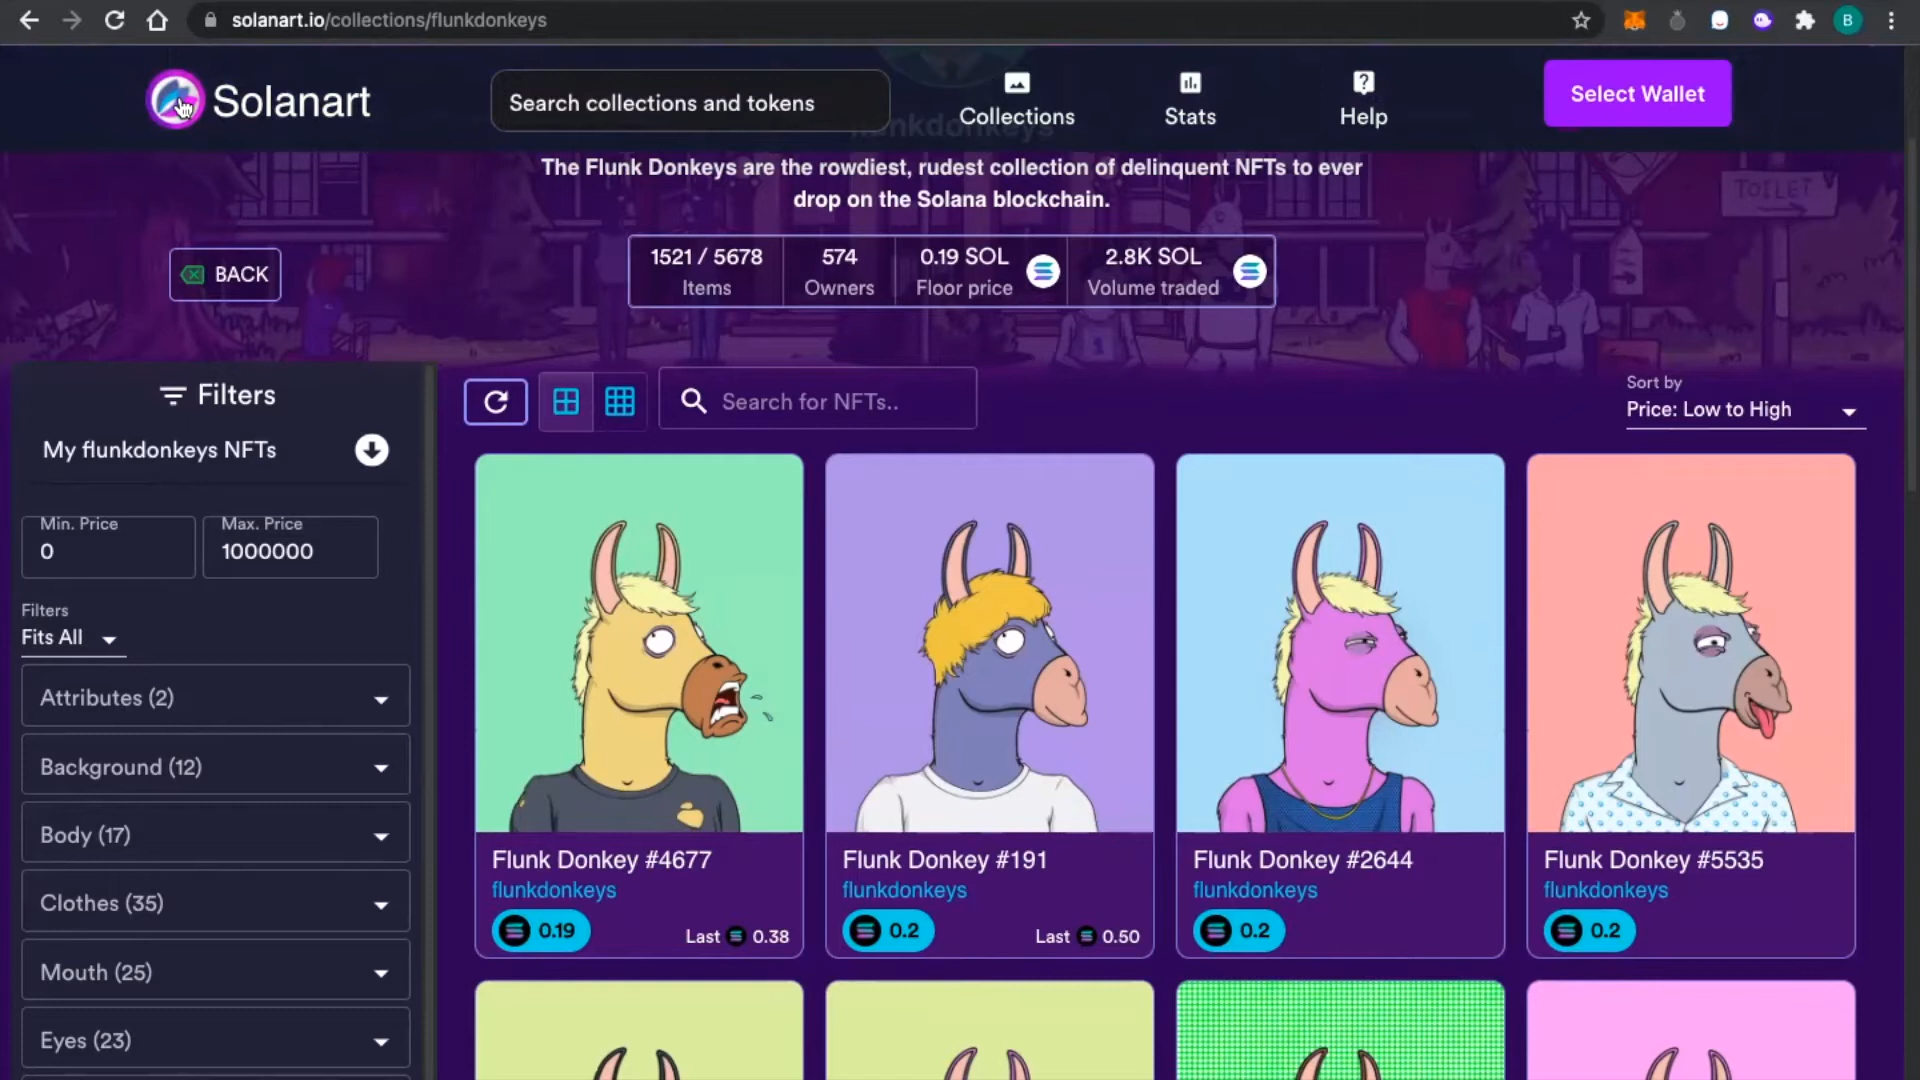 solanart.io/collections/flunkdonkeys
B
Solanart
Search collections and tokens
Collections
Stats
Help
Select Wallet
flunkdonkeys
The Flunk Donkeys are the rowdiest, rudest collection of delinquent NFTs to ever
drop on the Solana blockchain.
TOILET
BACK
1521 / 5678
Items
574
Owners
0.19 SOL
Floor price
2.8K SOL
Volume traded
1
Filters
My flunkdonkeys NFTs
Min. Price
0
Max. Price
1000000
Filters
Fits All
Attributes (2)
Background (12)
Body (17)
Clothes (35)
Mouth (25)
Eyes (23)
Search for NFTs..
Sort by
Price: Low to High
Flunk Donkey #4677
flunkdonkeys
0.19
Last 0.38
Flunk Donkey #191
flunkdonkeys
0.2
Last 0.50
Flunk Donkey #2644
flunkdonkeys
0.2
Flunk Donkey #5535
flunkdonkeys
0.2